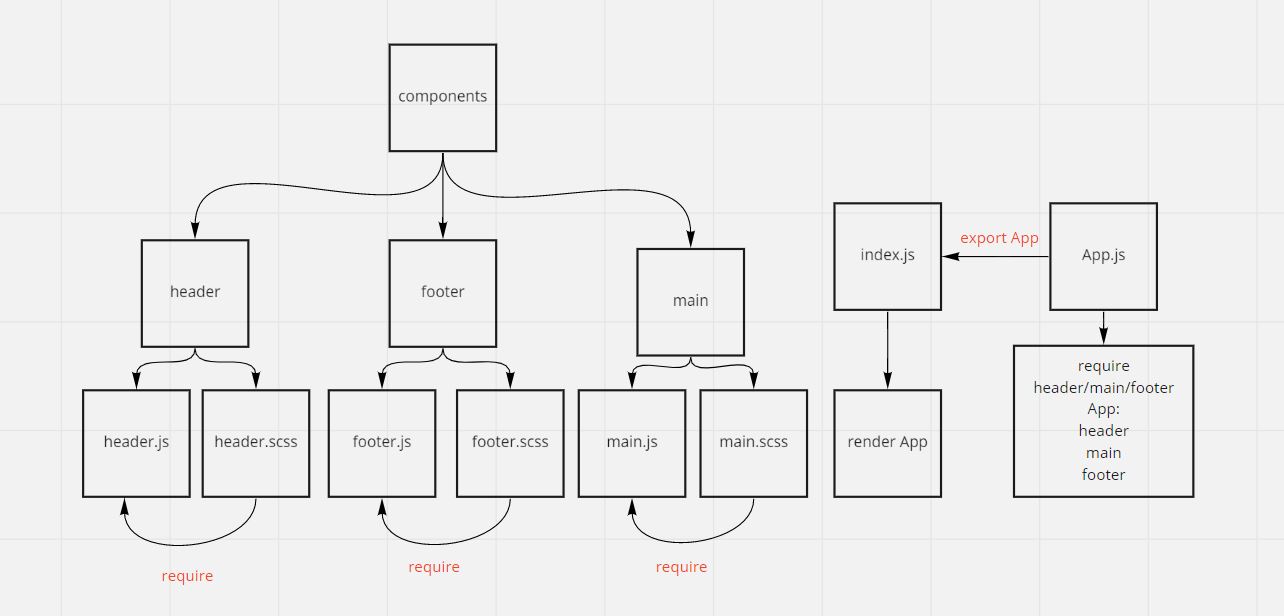 components
header
footer
main
index.js
export App
App.js
header.js
header.scss
footer.js
footer.scss
main.js
main.scss
render App
require
header/main/footer
App:
header
main
footer
require
require
require